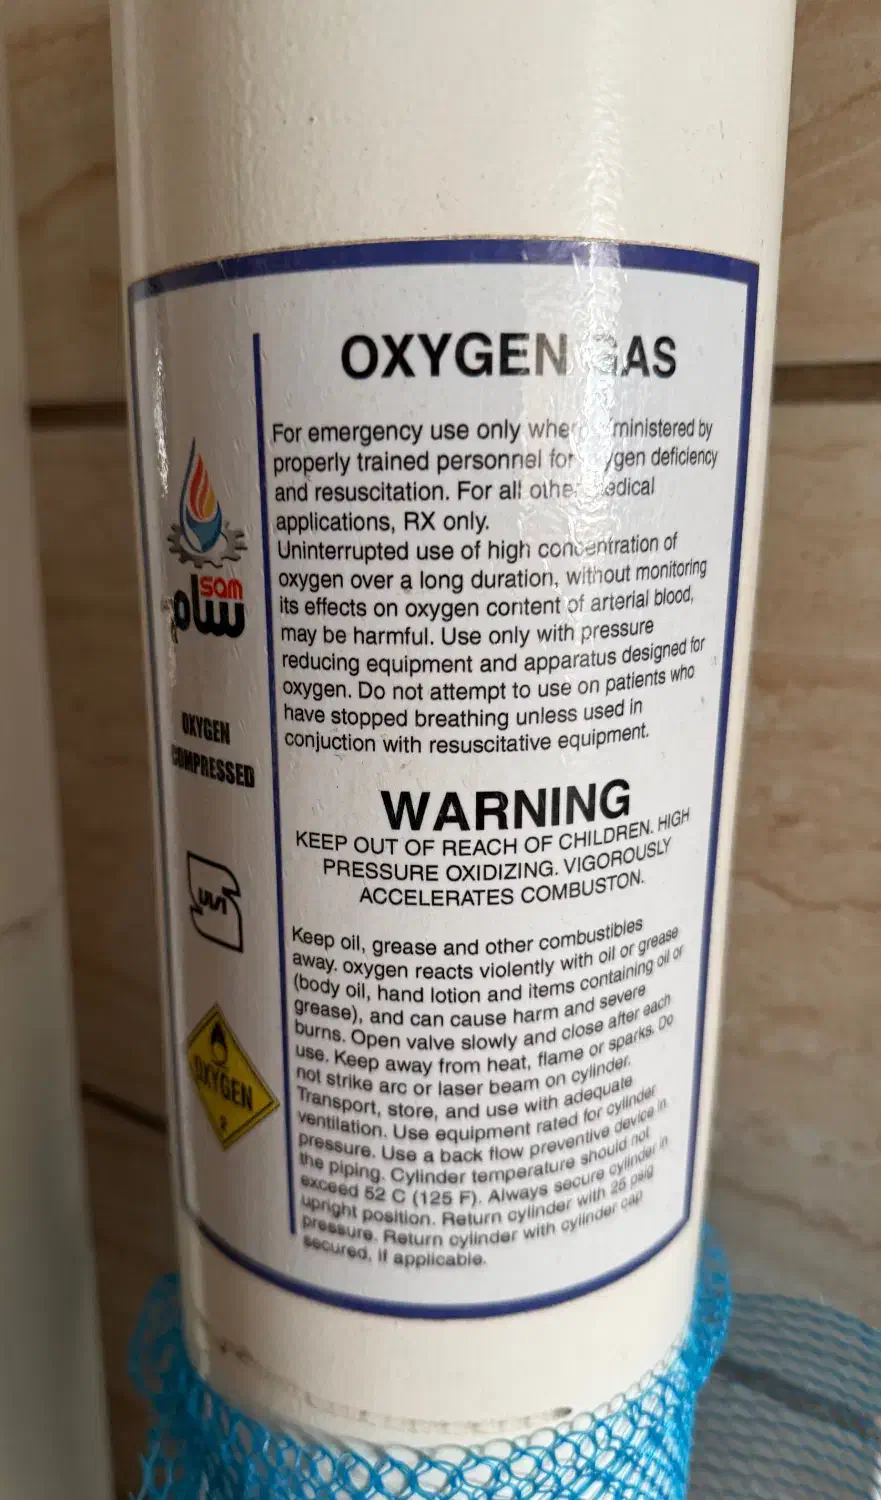 OXYGEN GAS
For emergency use only when administered by
properly trained personnel for oxygen deficiency
and resuscitation. For all other medical
applications, RX only.
Uninterrupted use of high concentration of
oxygen over a long duration, without monitoring
its effects on oxygen content of arterial blood,
may be harmful. Use only with pressure
reducing equipment and apparatus designed for
oxygen. Do not attempt to use on patients who
have stopped breathing unless used in
conjuction with resuscitative equipment.
WARNING
KEEP OUT OF REACH OF CHILDREN. HIGH
PRESSURE OXIDIZING. VIGOROUSLY
ACCELERATES COMBUSTON.
Keep oil, grease and other combustibles
away. oxygen reacts violently with oil or grease
(body oil, hand lotion and items containing oil or
grease), and can cause harm and severe
burns. Open valve slowly and close after each
use. Keep away from heat, flame or sparks. Do
not strike arc or laser beam on cylinder.
Transport, store, and use with adequate
ventilation. Use equipment rated for cylinder
pressure. Use a back flow preventive device in
the piping. Cylinder temperature should not
exceed 52 C (125 F). Always secure cylinder in
upright position. Return cylinder with 25 psig
pressure. Return cylinder with cylinder cap
secured, if applicable.
sam
سام
OXYGEN
COMPRESSED
OXYGEN
2